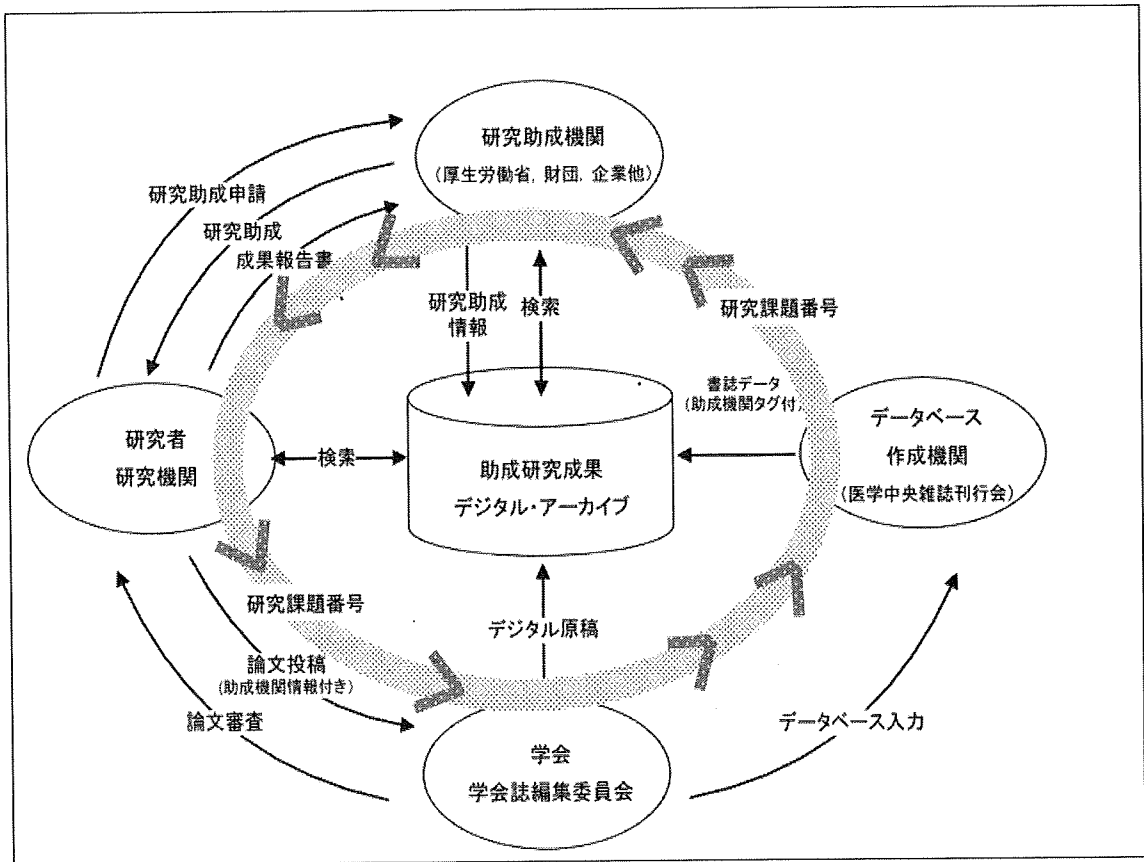 研究助成機関
(厚生労働省, 財団, 企業他)
研究助成申請
研究助成
成果報告書
研究助成
情報
検索
研究課題番号
書誌データ
(助成機関タグ付)
データベース
作成機関
(医学中央雑誌刊行会)
研究者
研究機関
検索
助成研究成果
デジタル・アーカイブ
研究課題番号
デジタル原稿
論文投稿
(助成機関情報付き)
論文審査
データベース入力
学会
学会誌編集委員会